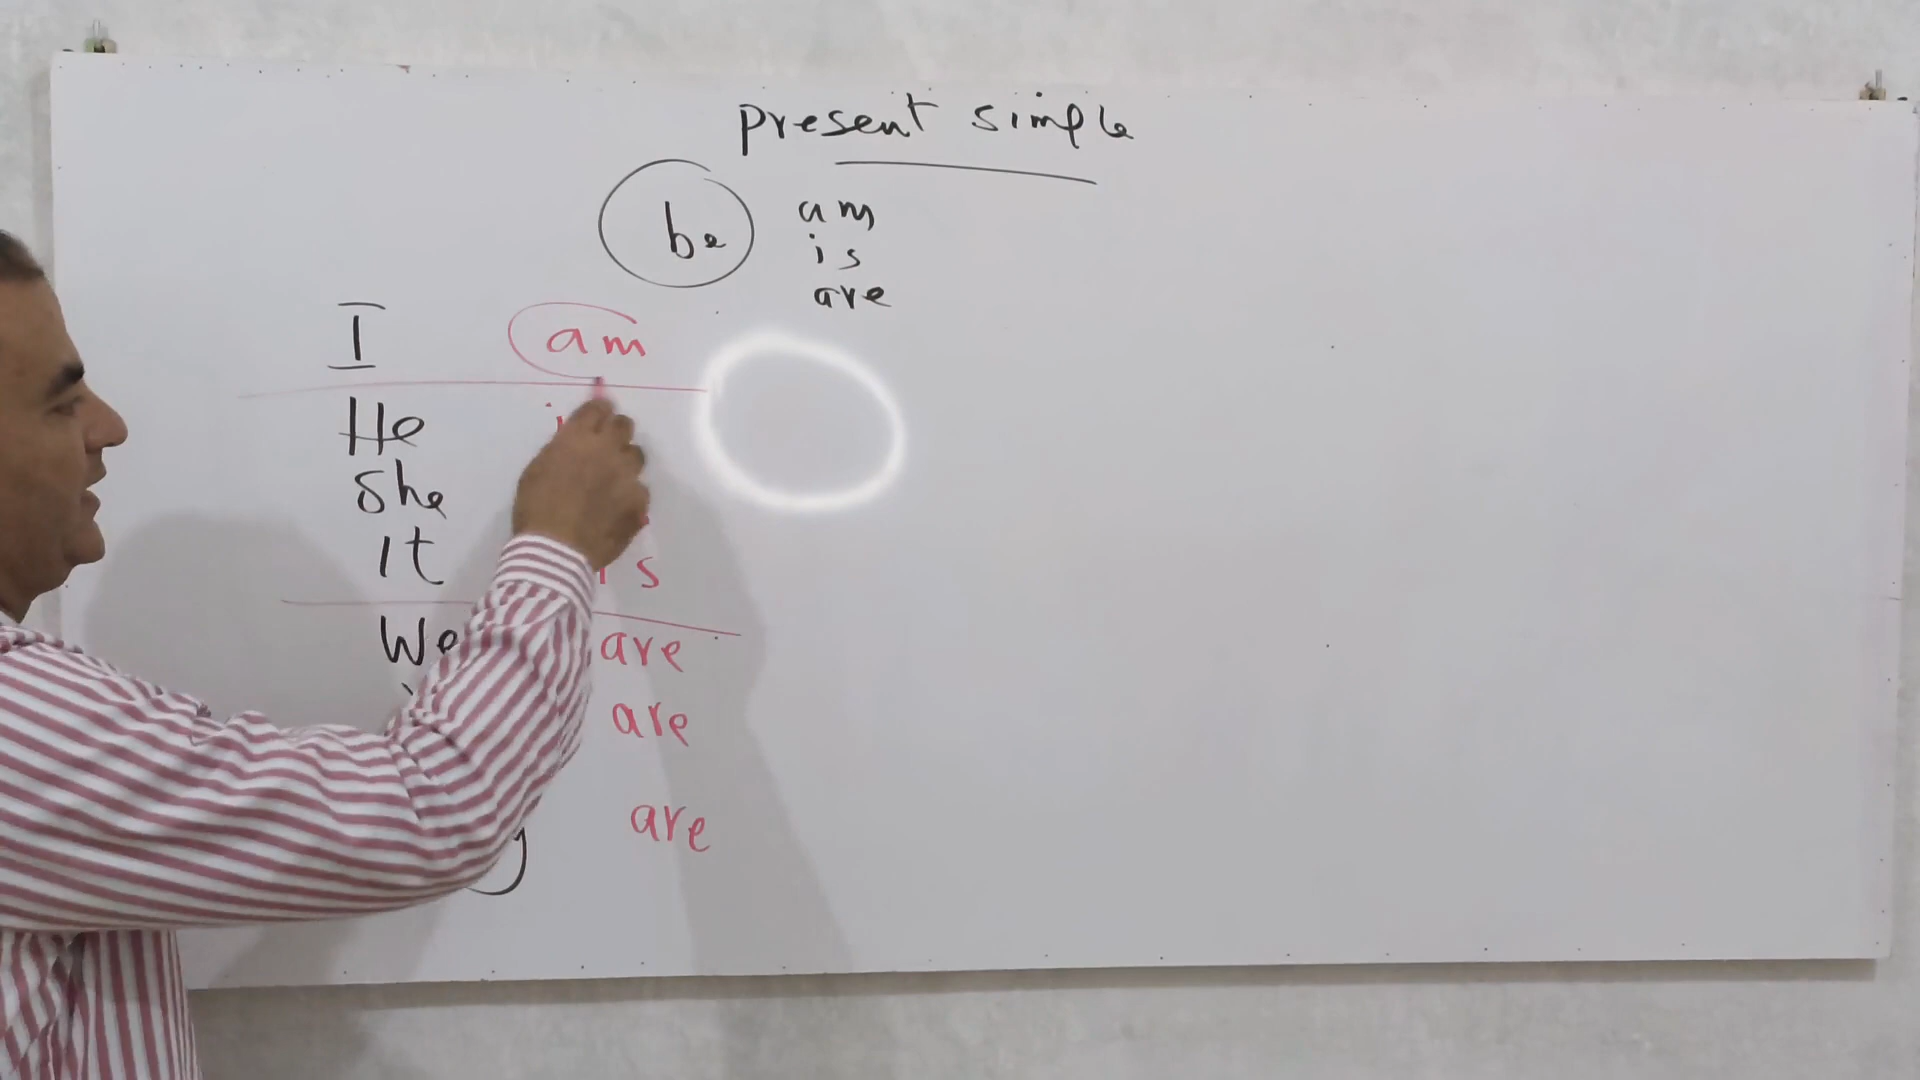 present simple
be am
is
are
I am
He
She
It is
We are
are
are